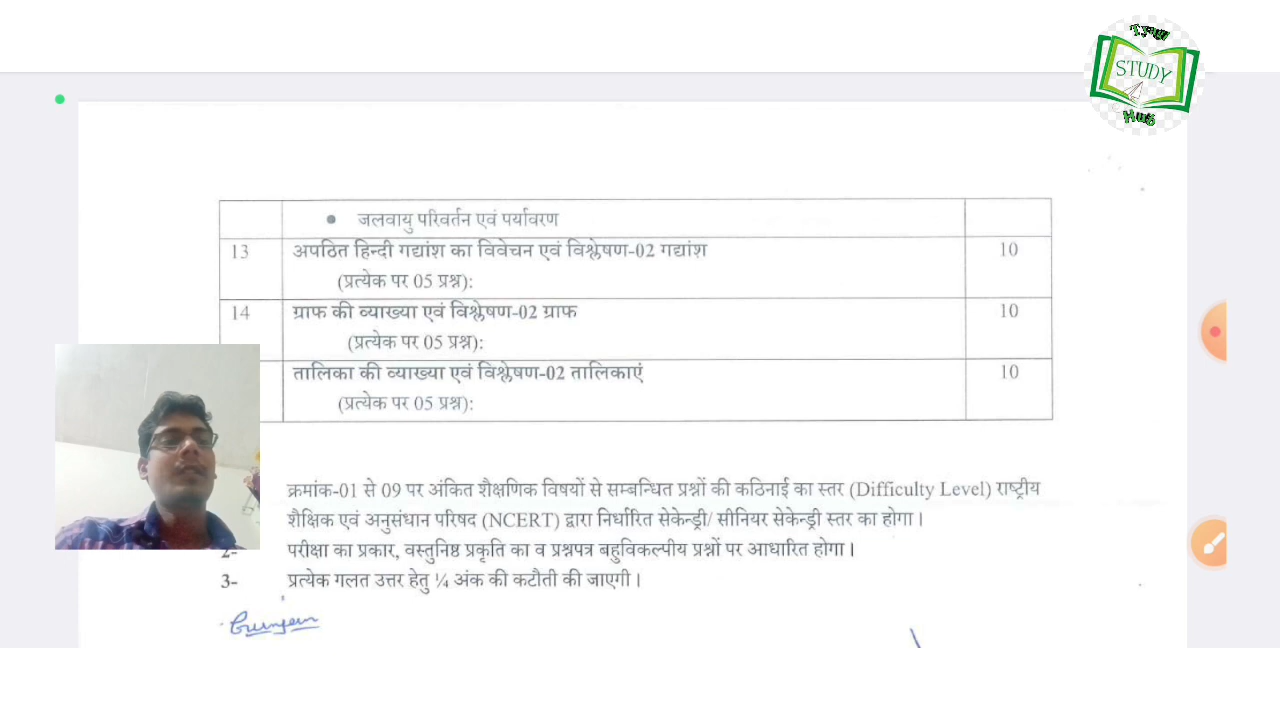 Tyagi
STUDY
Hub
• जलवायु परिवर्तन एवं पर्यावरण
13 अपठित हिन्दी गद्यांश का विवेचन एवं विश्लेषण-02 गद्यांश 10
(प्रत्येक पर 05 प्रश्न):
14 ग्राफ की व्याख्या एवं विश्लेषण-02 ग्राफ 10
(प्रत्येक पर 05 प्रश्न):
तालिका की व्याख्या एवं विश्लेषण-02 तालिकाएं 10
(प्रत्येक पर 05 प्रश्न):
क्रमांक-01 से 09 पर अंकित शैक्षणिक विषयों से सम्बन्धित प्रश्नों की कठिनाई का स्तर (Difficulty Level) राष्ट्रीय
शैक्षिक एवं अनुसंधान परिषद (NCERT) द्वारा निर्धारित सेकेन्ड्री/ सीनियर सेकेन्ड्री स्तर का होगा।
2- परीक्षा का प्रकार, वस्तुनिष्ठ प्रकृति का व प्रश्नपत्र बहुविकल्पीय प्रश्नों पर आधारित होगा।
3- प्रत्येक गलत उत्तर हेतु ¼ अंक की कटौती की जाएगी।